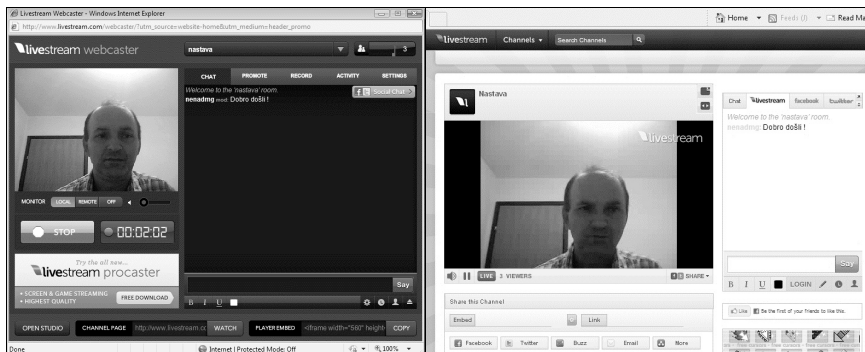 Livestream Webcaster - Windows Internet Explorer
http://www.livestream.com/webcaster/?utm_source=website-home&utm_medium=header_promo
livestream webcaster
nastava
3
CHAT PROMOTE RECORD ACTIVITY SETTINGS
Welcome to the 'nastava' room.
Social Chat >
nenadmg mod: Dobro došli !
MONITOR LOCAL REMOTE OFF
STOP
00:02:02
Try the all new...
livestream procaster
• SCREEN & GAME STREAMING
• HIGHEST QUALITY
FREE DOWNLOAD
Say
B I U
OPEN STUDIO CHANNEL PAGE http://www.livestream.cc WATCH PLAYER EMBED <iframe width="560" height= COPY
Done
Internet | Protected Mode: Off
100%
Home Feeds (J) Read Ma
livestream Channels Search Channels
Nastava
livestream
LIVE 3 VIEWERS
SHARE
Share this Channel
Embed Link
Facebook Twitter Buzz Email More
Chat livestream facebook twitter
Welcome to the 'nastava' room.
nenadmg: Dobro došli !
Say
B I U LOGIN
Like Be the first of your friends to like this.